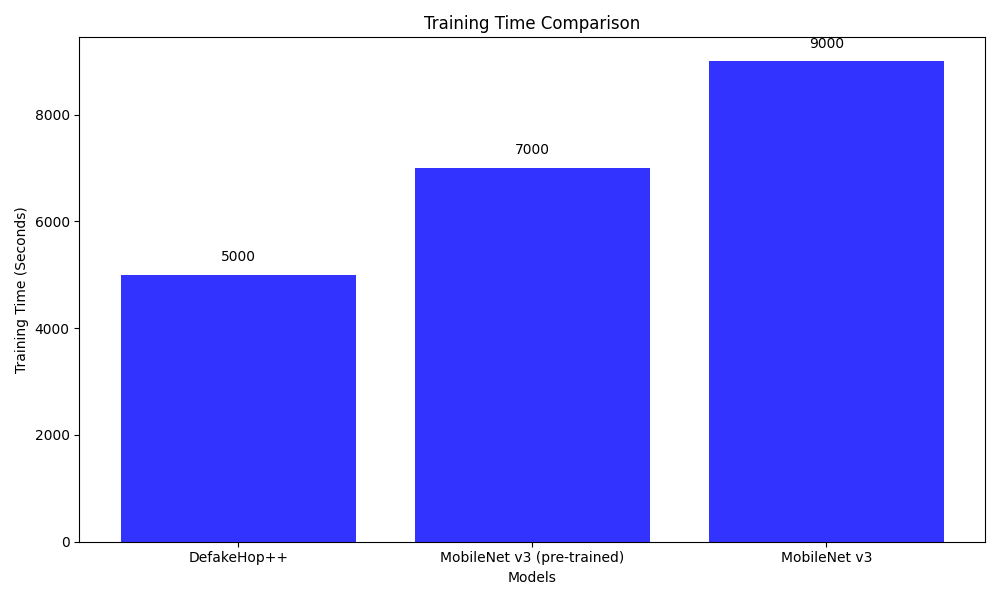 Training Time Comparison
9000
8000
7000
6000
5000
4000
2000
0
Training Time (Seconds)
DefakeHop++
MobileNet v3 (pre-trained)
MobileNet v3
Models